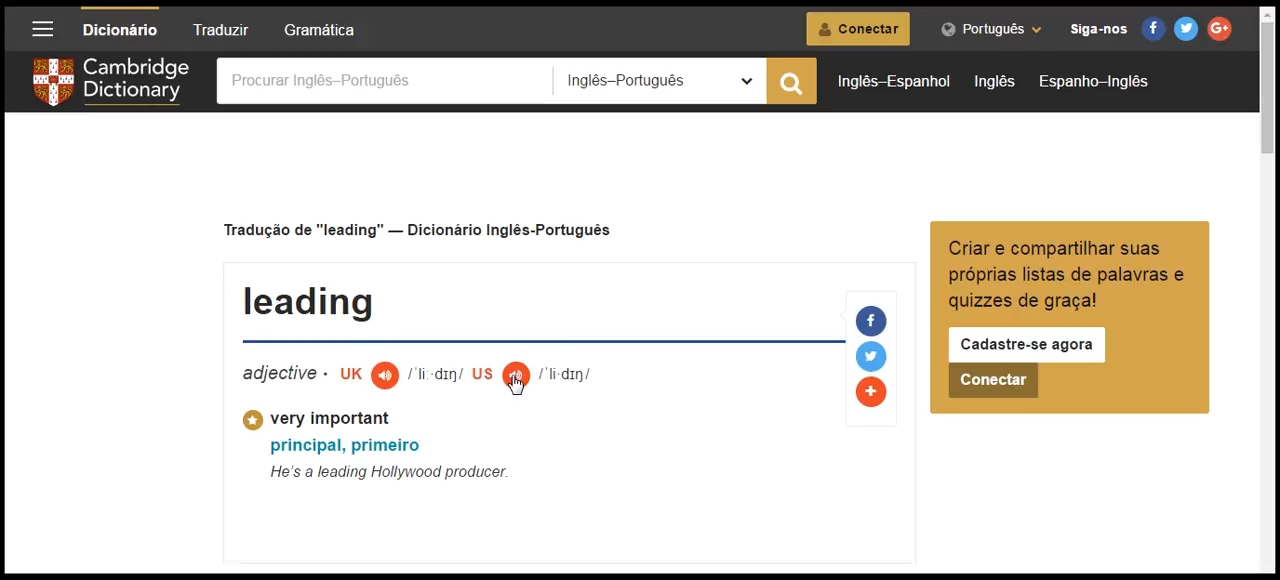 Dicionário Traduzir Gramática Conectar Português Siga-nos
Cambridge Dictionary Procurar Inglês–Português Inglês–Português Inglês–Espanhol Inglês Espanho–Inglês
Tradução de "leading" — Dicionário Inglês-Português
leading
adjective · UK /ˈliː·dɪŋ/ US /ˈli·dɪŋ/
very important
principal, primeiro
He's a leading Hollywood producer.
Criar e compartilhar suas
próprias listas de palavras e
quizzes de graça!
Cadastre-se agora
Conectar